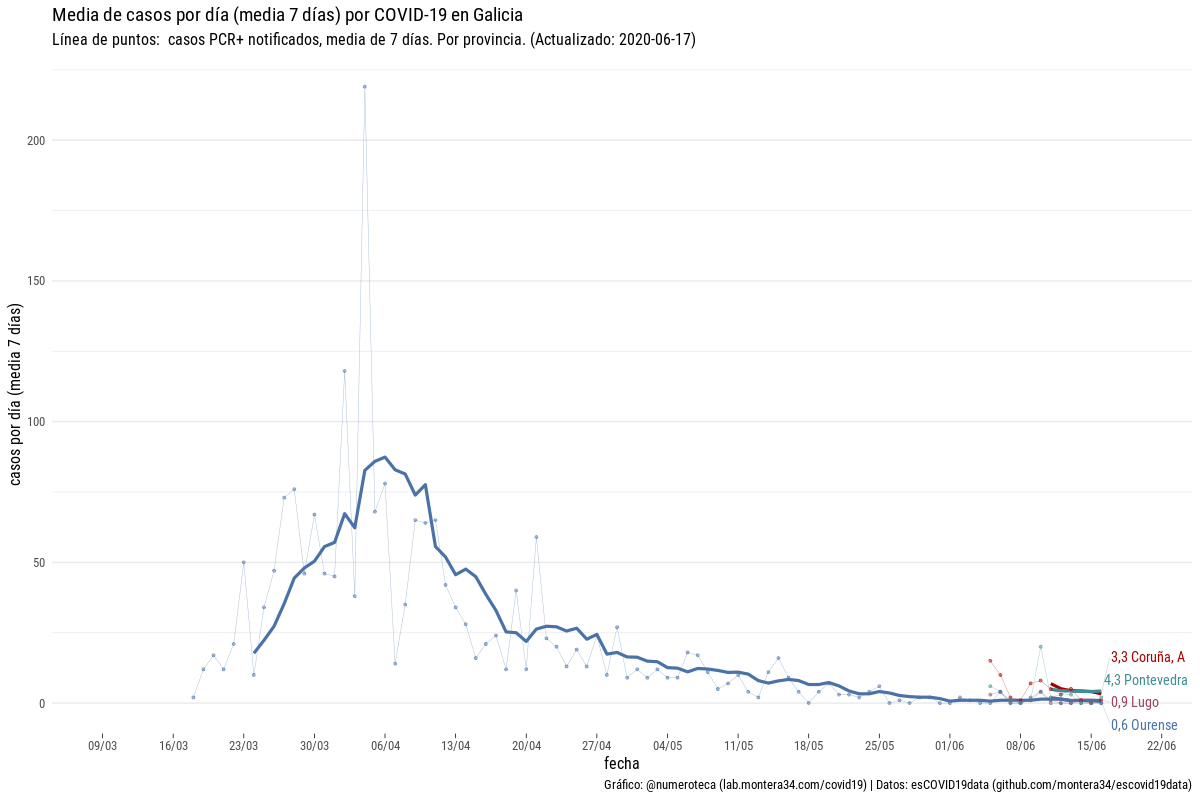 Media de casos por día (media 7 días) por COVID-19 en Galicia
Línea de puntos:  casos PCR+ notificados, media de 7 días. Por provincia. (Actualizado: 2020-06-17)
casos por día (media 7 días)
200
150
100
50
0
3,3 Coruña, A
4,3 Pontevedra
0,9 Lugo
0,6 Ourense
09/03 16/03 23/03 30/03 06/04 13/04 20/04 27/04 04/05 11/05 18/05 25/05 01/06 08/06 15/06 22/06
fecha
Gráfico: @numeroteca (lab.montera34.com/covid19) | Datos: esCOVID19data (github.com/montera34/escovid19data)